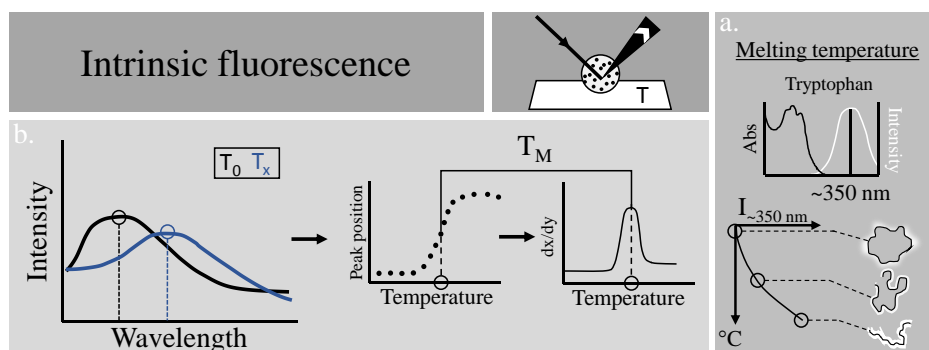 Intrinsic fluorescence
T
a.
Melting temperature
Tryptophan
Abs
Intensity
~350 nm
I~350 nm
°C
b.
T0 Tx
Intensity
Wavelength
TM
Peak position
Temperature
dx/dy
Temperature